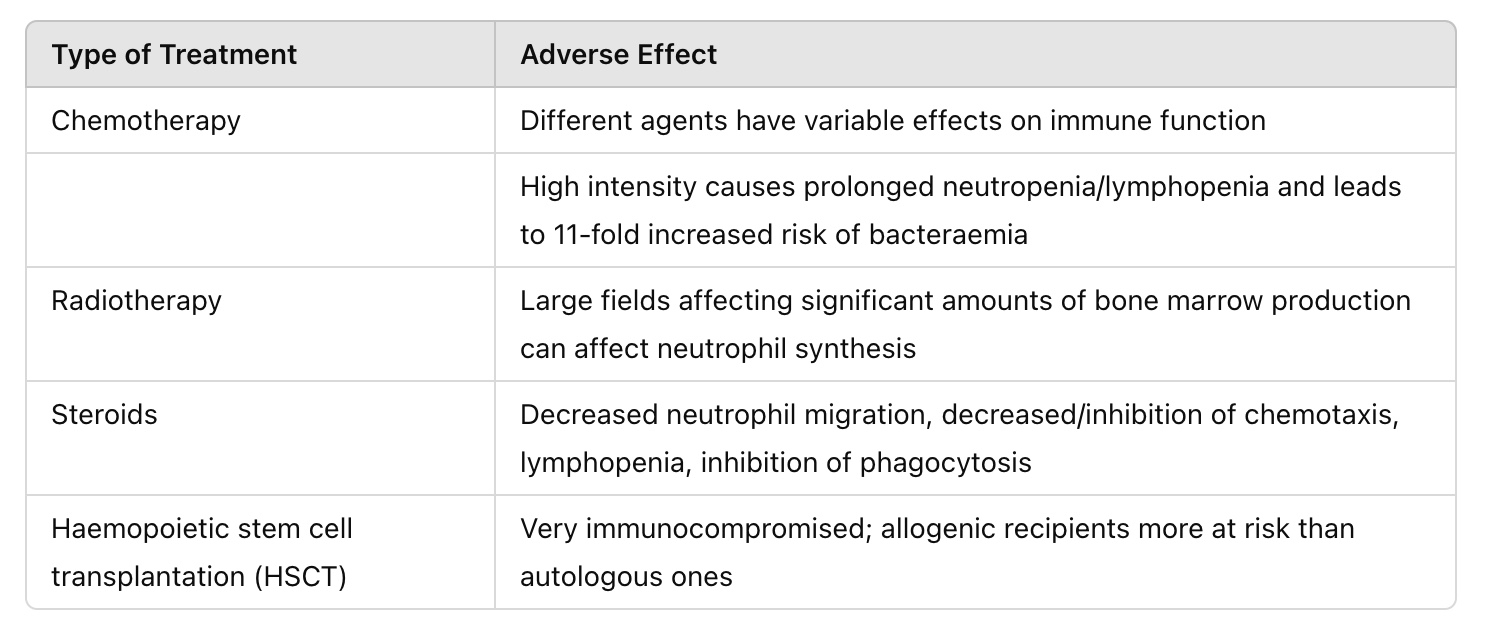 Type of Treatment
Adverse Effect
Chemotherapy
Different agents have variable effects on immune function
High intensity causes prolonged neutropenia/lymphopenia and leads
to 11-fold increased risk of bacteraemia
Radiotherapy
Large fields affecting significant amounts of bone marrow production
can affect neutrophil synthesis
Steroids
Decreased neutrophil migration, decreased/inhibition of chemotaxis,
lymphopenia, inhibition of phagocytosis
Haemopoietic stem cell
transplantation (HSCT)
Very immunocompromised; allogenic recipients more at risk than
autologous ones